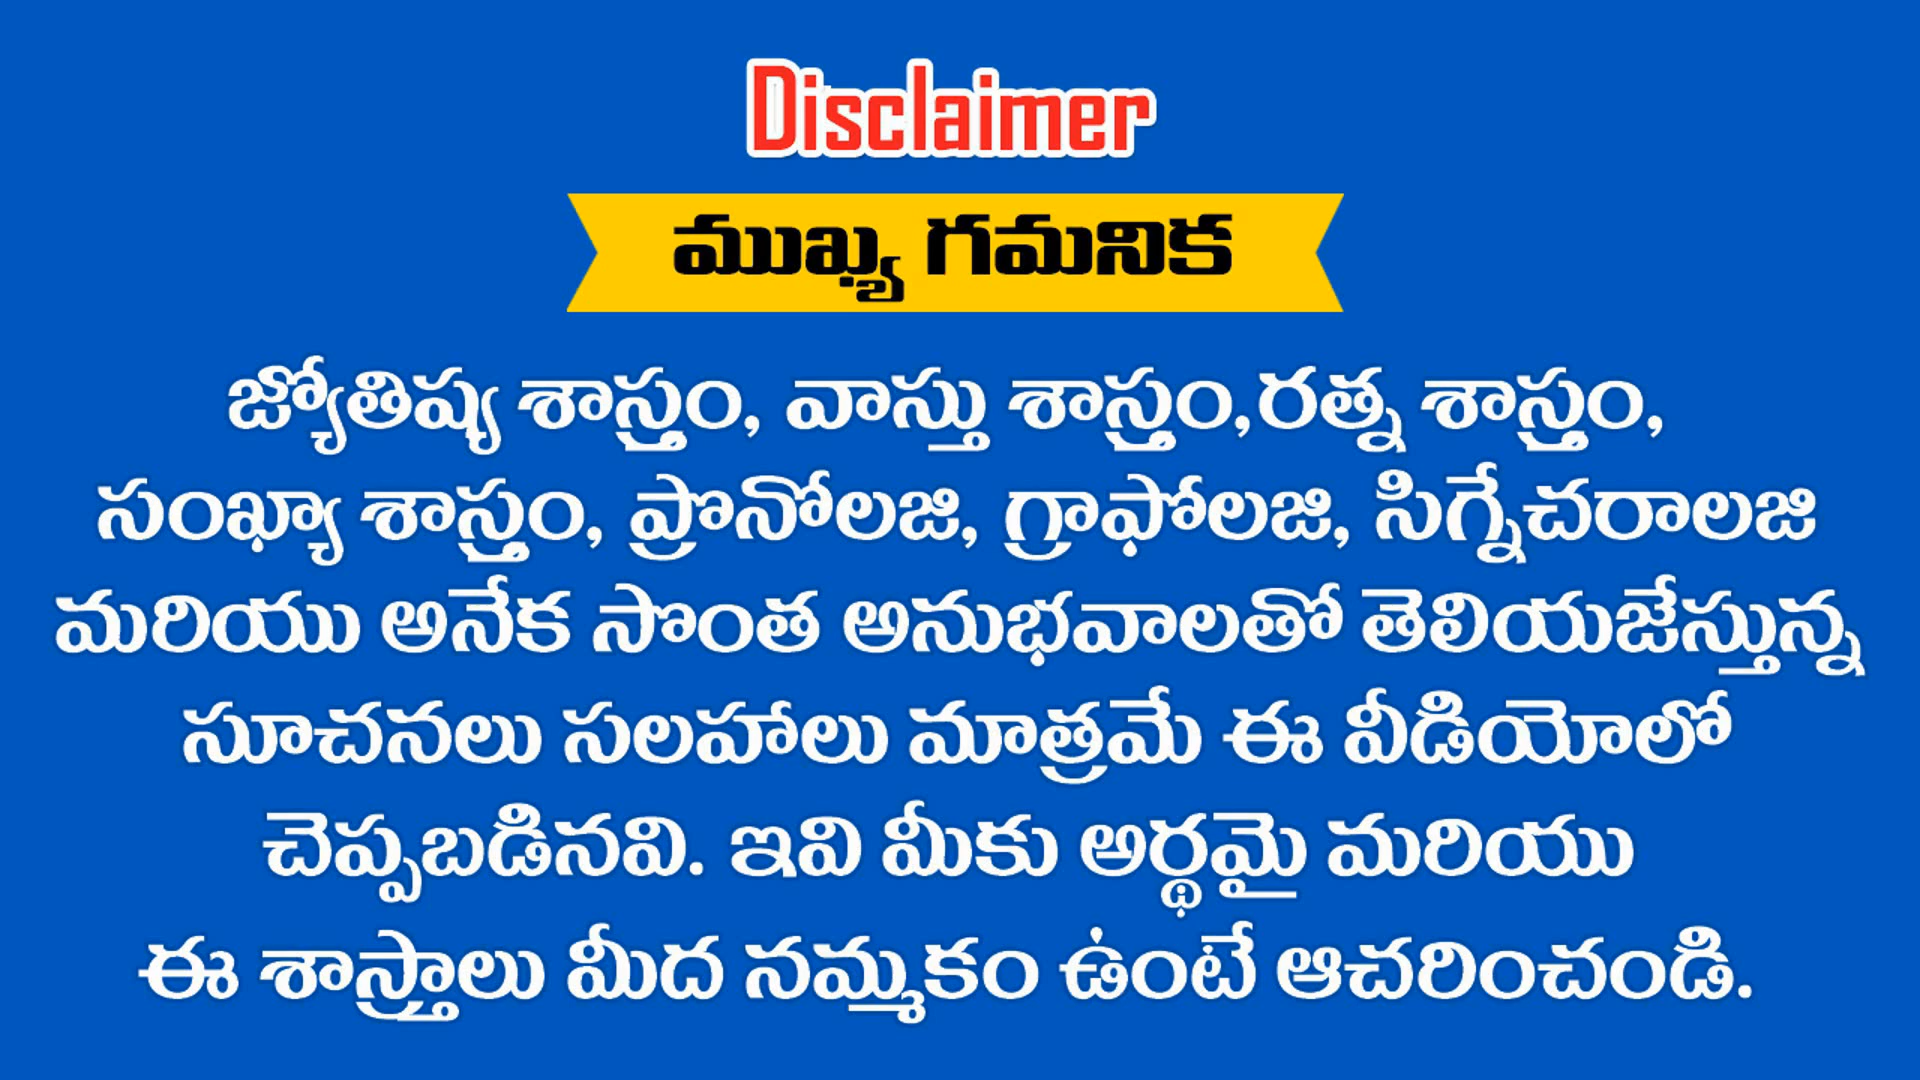 Disclaimer
ముఖ్య గమనిక
జ్యోతిష్య శాస్త్రం, వాస్తు శాస్త్రం,రత్న శాస్త్రం,
సంఖ్యా శాస్త్రం, ప్రొనోలజి, గ్రాఫోలజి, సిగ్నేచరాలజి
మరియు అనేక సొంత అనుభవాలతో తెలియజేస్తున్న
సూచనలు సలహాలు మాత్రమే ఈ వీడియోలో
చెప్పబడినవి. ఇవి మీకు అర్థమై మరియు
ఈ శాస్త్రాలు మీద నమ్మకం ఉంటే ఆచరించండి.